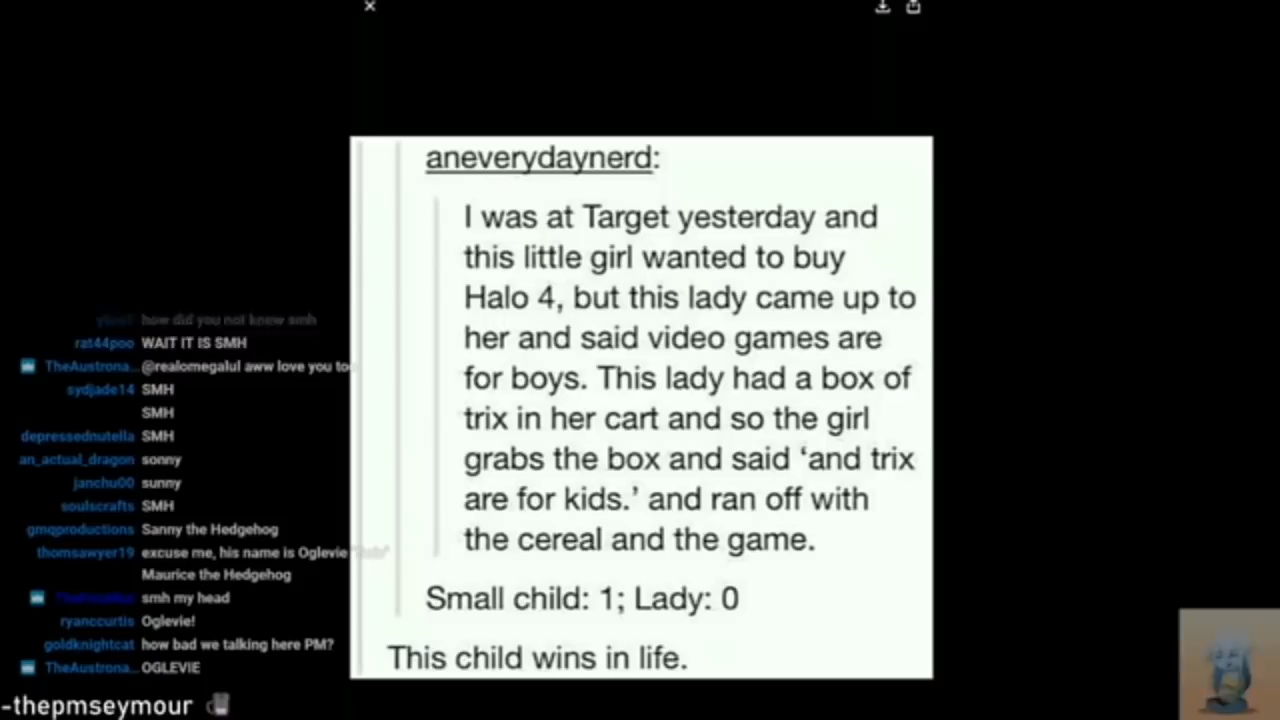 how did you not know smh
rat44poo WAIT IT IS SMH
TheAustrona... @realomegalul aww love you too
sydjade14 SMH
SMH
depressednutella SMH
an_actual_dragon sonny
janchu00 sunny
soulscrafts SMH
gmqproductions Sanny the Hedgehog
thomsawyer19 excuse me, his name is Oglevie
Maurice the Hedgehog
smh my head
ryanccurtis Oglevie!
goldknightcat how bad we talking here PM?
TheAustrona... OGLEVIE
-thepmseymour
aneverydaynerd:
I was at Target yesterday and
this little girl wanted to buy
Halo 4, but this lady came up to
her and said video games are
for boys. This lady had a box of
trix in her cart and so the girl
grabs the box and said ‘and trix
are for kids.’ and ran off with
the cereal and the game.
Small child: 1; Lady: 0
This child wins in life.